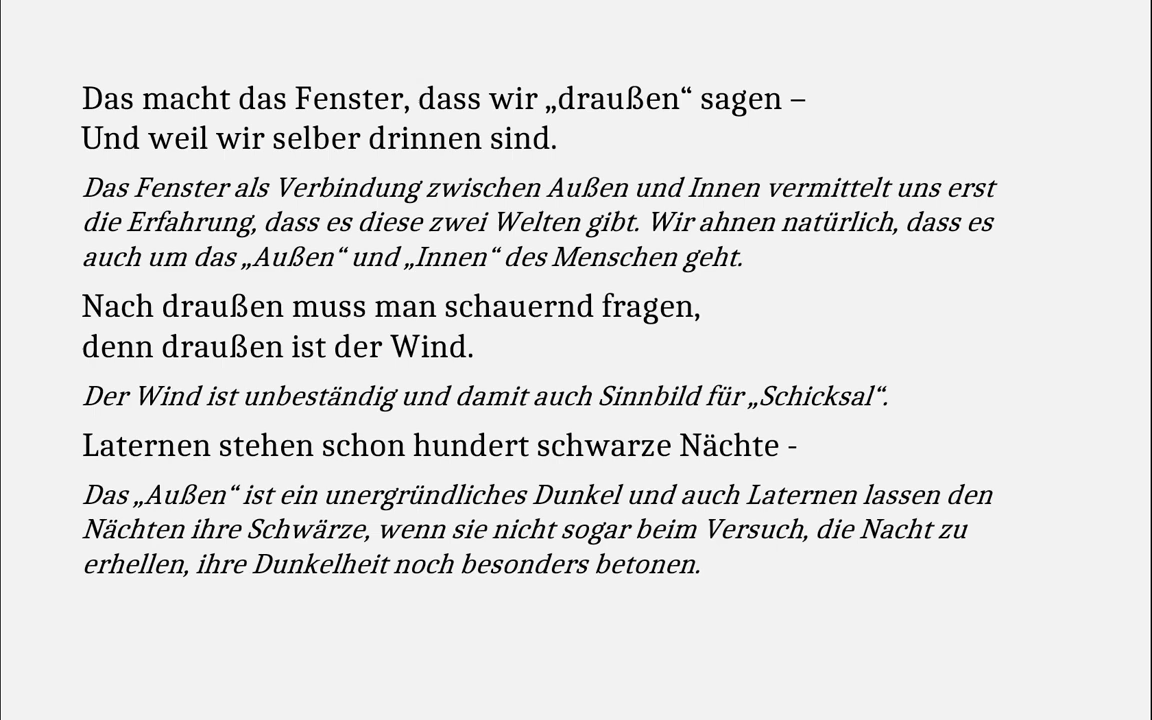 Das macht das Fenster, dass wir „draußen“ sagen –
Und weil wir selber drinnen sind.
Das Fenster als Verbindung zwischen Außen und Innen vermittelt uns erst
die Erfahrung, dass es diese zwei Welten gibt. Wir ahnen natürlich, dass es
auch um das „Außen“ und „Innen“ des Menschen geht.
Nach draußen muss man schauernd fragen,
denn draußen ist der Wind.
Der Wind ist unbeständig und damit auch Sinnbild für „Schicksal“.
Laternen stehen schon hundert schwarze Nächte -
Das „Außen“ ist ein unergründliches Dunkel und auch Laternen lassen den
Nächten ihre Schwärze, wenn sie nicht sogar beim Versuch, die Nacht zu
erhellen, ihre Dunkelheit noch besonders betonen.